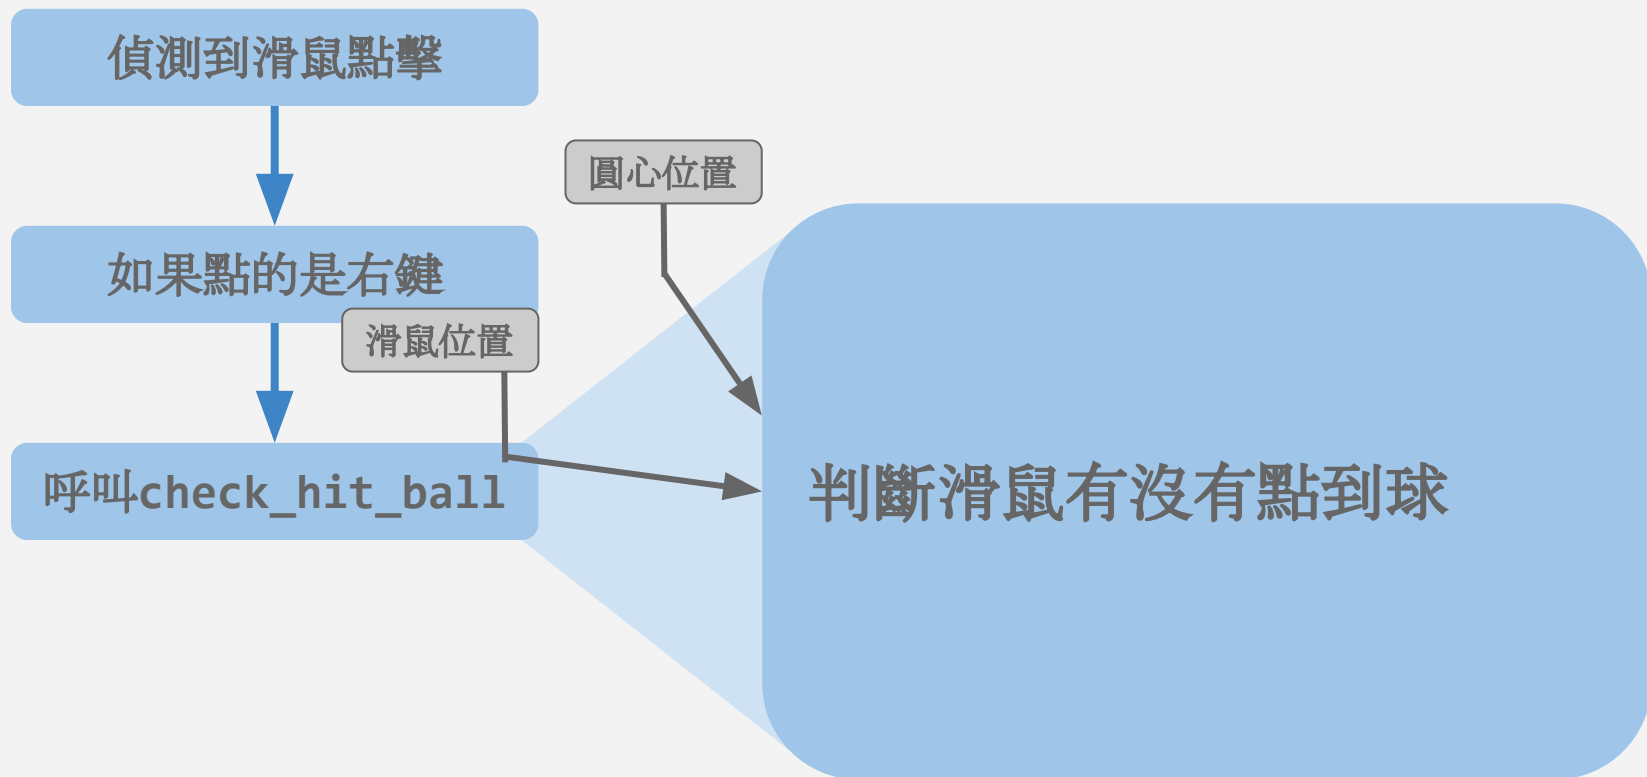 偵測到滑鼠點擊
圓心位置
如果點的是右鍵
滑鼠位置
呼叫check_hit_ball
判斷滑鼠有沒有點到球